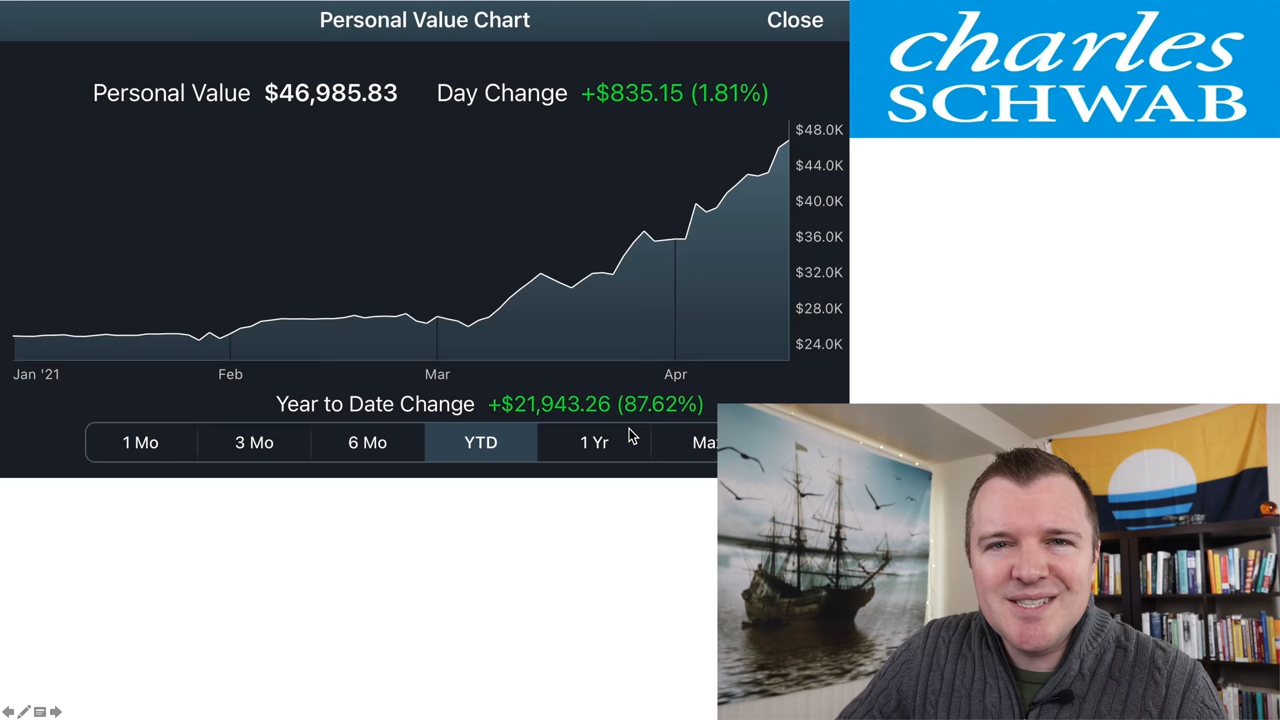 Personal Value Chart
Close
charles
SCHWAB
Personal Value $46,985.83 Day Change +$835.15 (1.81%)
$48.0K
$44.0K
$40.0K
$36.0K
$32.0K
$28.0K
$24.0K
Jan '21 Feb Mar Apr
Year to Date Change +$21,943.26 (87.62%)
1 Mo 3 Mo 6 Mo YTD 1 Yr Ma